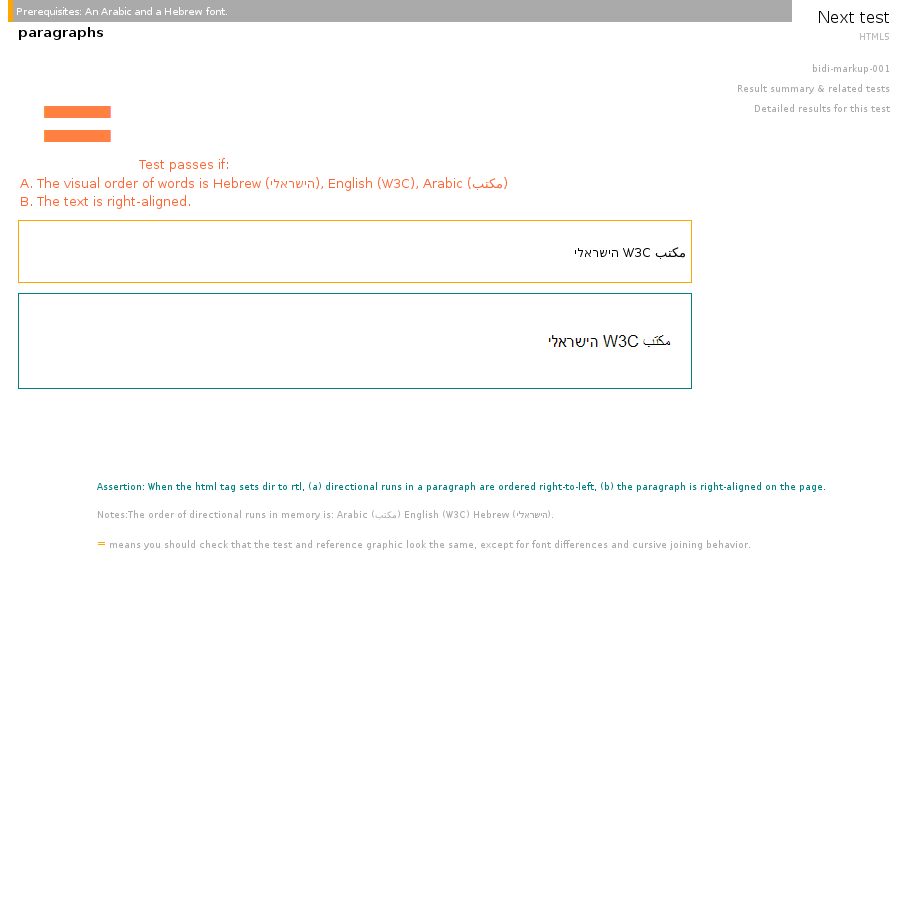 Prerequisites: An Arabic and a Hebrew font.
Next test
paragraphs
HTML5
bidi-markup-001
Result summary & related tests
Detailed results for this test
Test passes if:
A. The visual order of words is Hebrew (הישראלי), English (W3C), Arabic (مكتب)
B. The text is right-aligned.
مكتب W3C הישראלי
مكتب W3C הישראלי
Assertion: When the html tag sets dir to rtl, (a) directional runs in a paragraph are ordered right-to-left, (b) the paragraph is right-aligned on the page.
Notes:The order of directional runs in memory is: Arabic (مكتب) English (W3C) Hebrew (הישראלי).
= means you should check that the test and reference graphic look the same, except for font differences and cursive joining behavior.